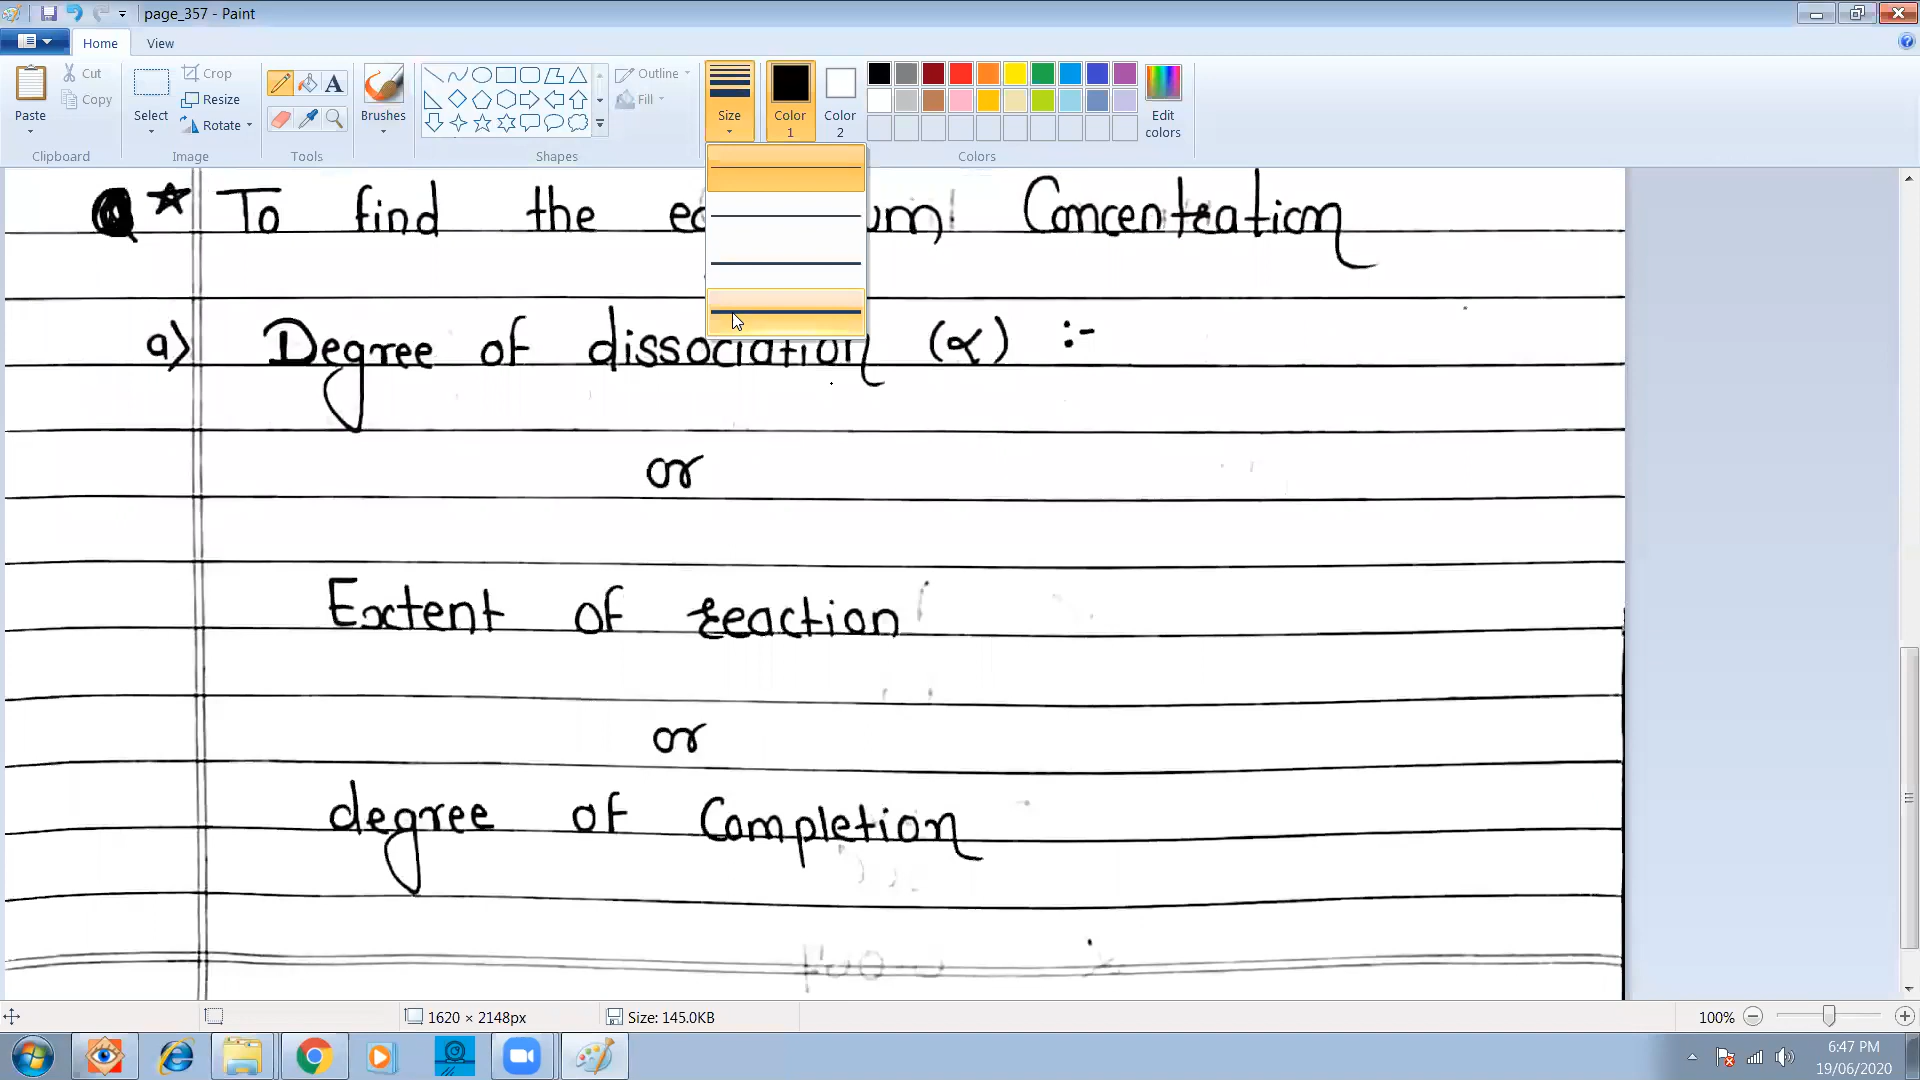 page_357 - Paint
Home View
Paste Cut Copy Clipboard
Select Crop Resize Rotate Image
Tools
Brushes
Outline Fill Shapes
Size
Color 1
Color 2
Edit colors
Colors
To find the Concentration
a) Degree of dissociation (α) :-
or
Extent of reaction
or
degree of Completion
1620 × 2148px Size: 145.0KB 100%
6:47 PM
19/06/2020